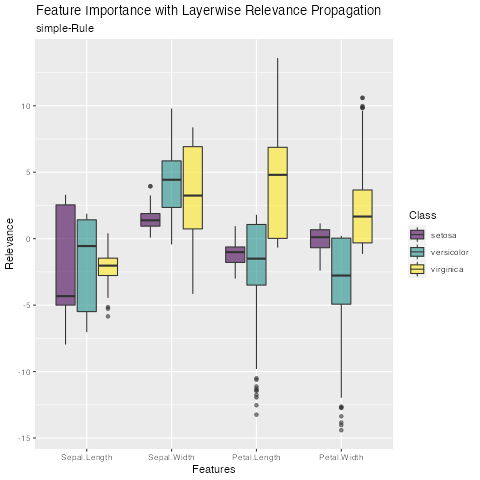 Feature Importance with Layerwise Relevance Propagation
simple-Rule
Relevance
10
5
0
-5
-10
-15
Sepal.Length
Sepal.Width
Petal.Length
Petal.Width
Features
Class
setosa
versicolor
virginica